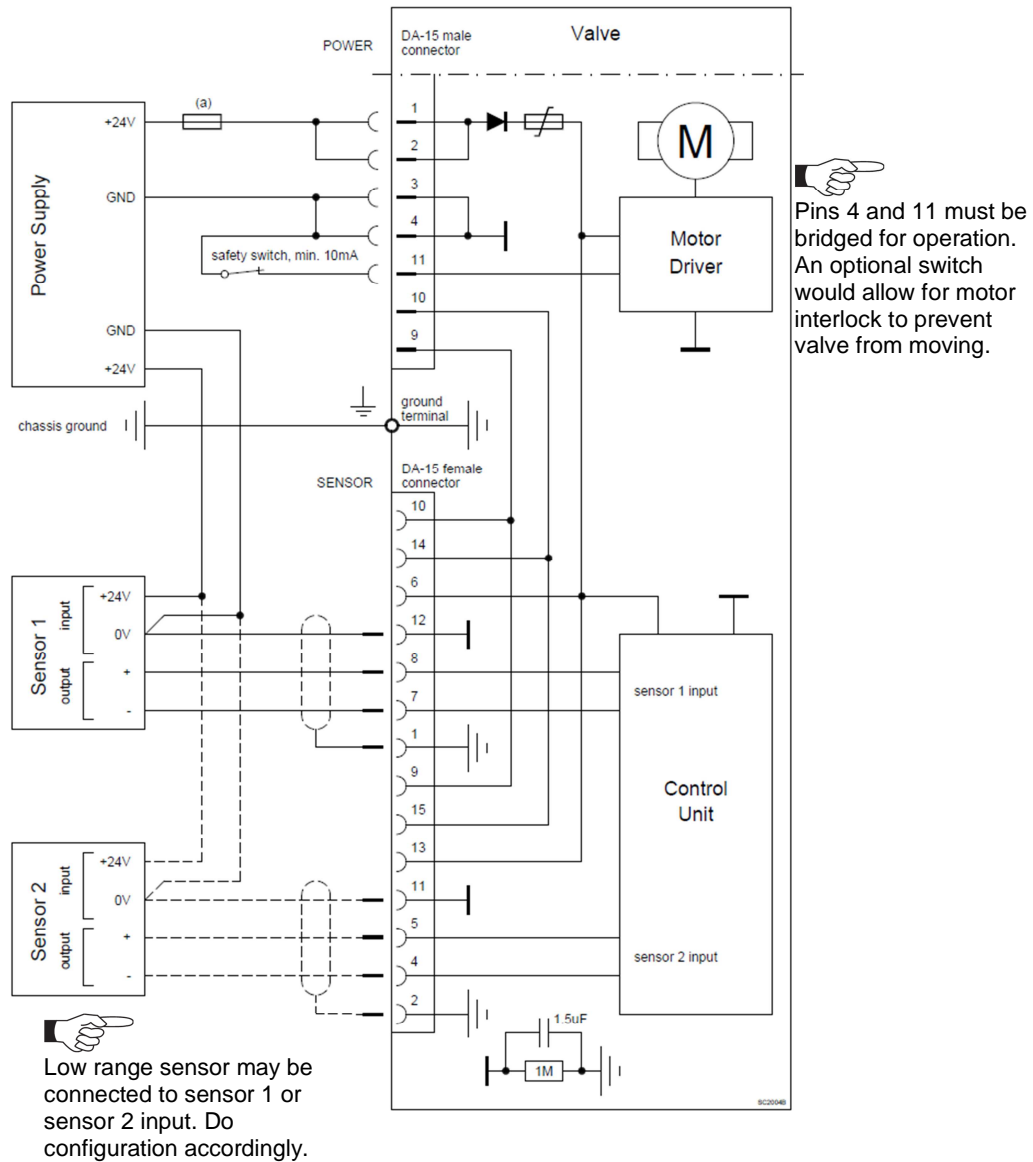 POWER
DA-15 male
connector
Valve
(a)
+24V
1
2
M
GND
3
4
safety switch, min. 10mA
11
10
9
Power Supply
Motor
Driver
GND
+24V
Pins 4 and 11 must be
bridged for operation.
An optional switch
would allow for motor
interlock to prevent
valve from moving.
chassis ground
ground
terminal
SENSOR
DA-15 female
connector
10
14
6
12
8
7
1
9
15
13
11
5
4
2
Sensor 1
input
+24V
0V
output
+
-
sensor 1 input
Control
Unit
sensor 2 input
Sensor 2
input
+24V
0V
output
+
-
1.5uF
1M
SC2004B
Low range sensor may be
connected to sensor 1 or
sensor 2 input. Do
configuration accordingly.